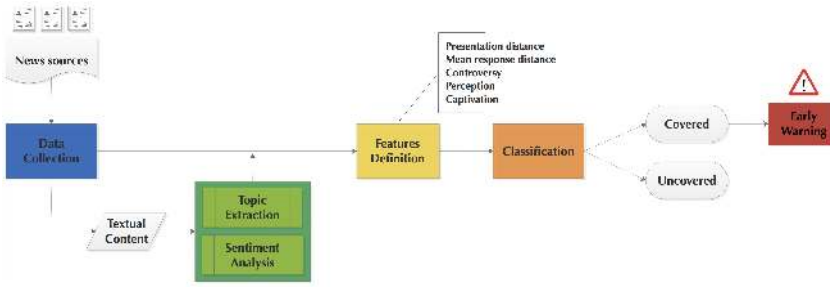 News sources
Data
Collection
Textual
Content
Topic
Extraction
Sentiment
Analysis
Features
Definition
Presentation distance
Mean response distance
Controversy
Perception
Captivation
Classification
Covered
Uncovered
!
Early
Warning